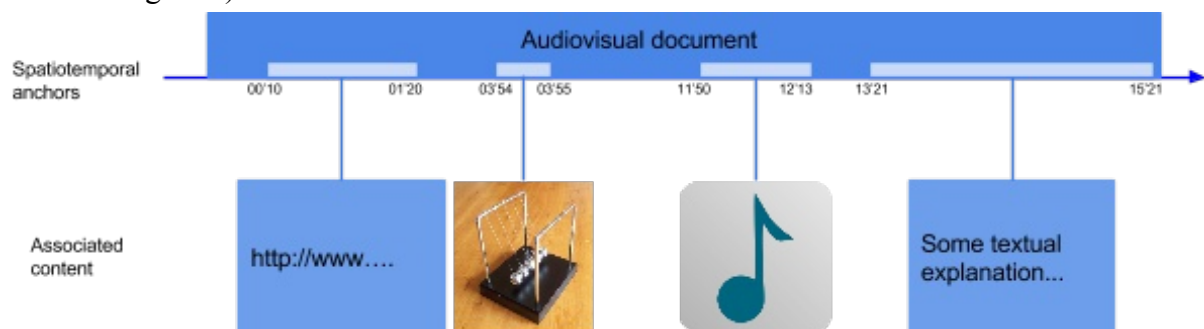 Audiovisual document
Spatiotemporal
anchors
00'10 01'20 03'54 03'55 11'50 12'13 13'21 15'21
Associated
content
http://www....
Some textual
explanation...